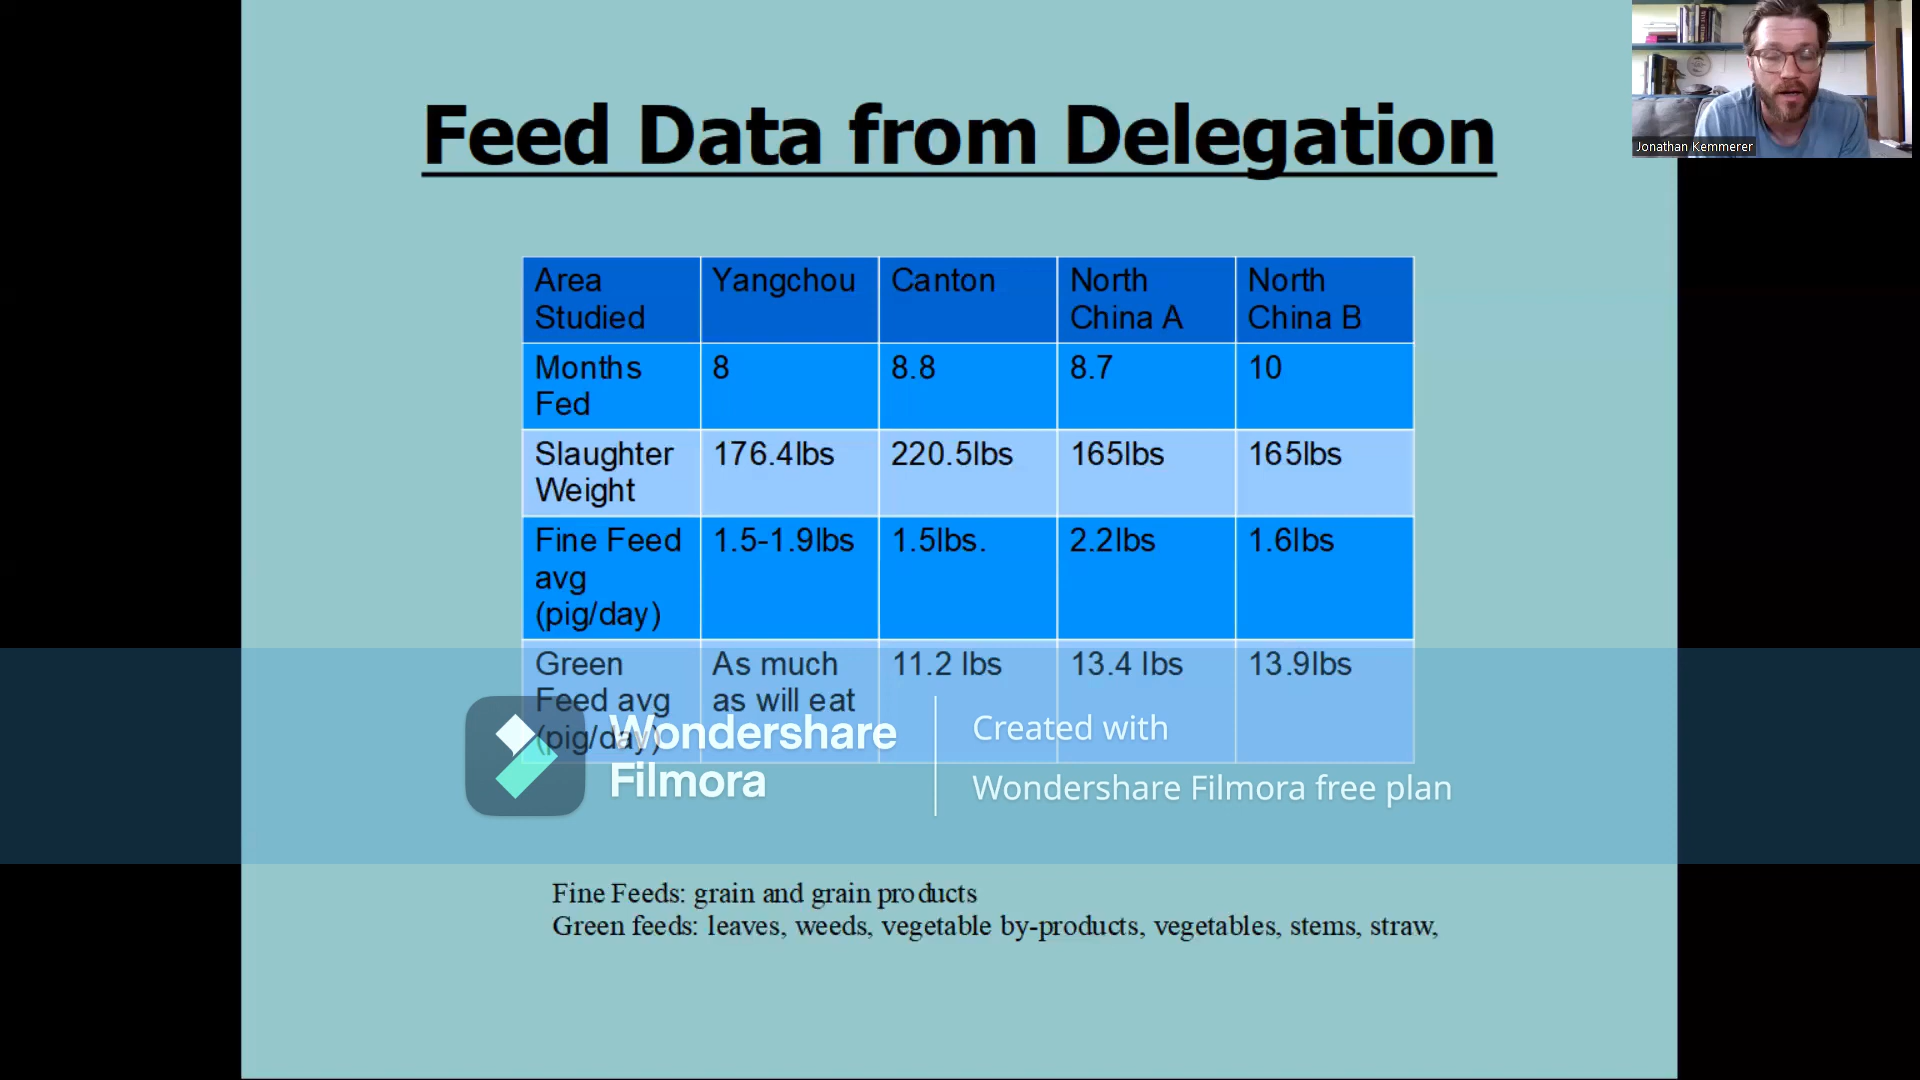 Feed Data from Delegation
Jonathan Kemmerer
Area Studied Yangchou Canton North China A North China B
Months Fed 8 8.8 8.7 10
Slaughter Weight 176.4lbs 220.5lbs 165lbs 165lbs
Fine Feed avg (pig/day) 1.5-1.9lbs 1.5lbs. 2.2lbs 1.6lbs
Green Feed avg (pig/day) As much as will eat 11.2 lbs 13.4 lbs 13.9lbs
Wondershare Filmora
Created with
Wondershare Filmora free plan
Fine Feeds: grain and grain products
Green feeds: leaves, weeds, vegetable by-products, vegetables, stems, straw,